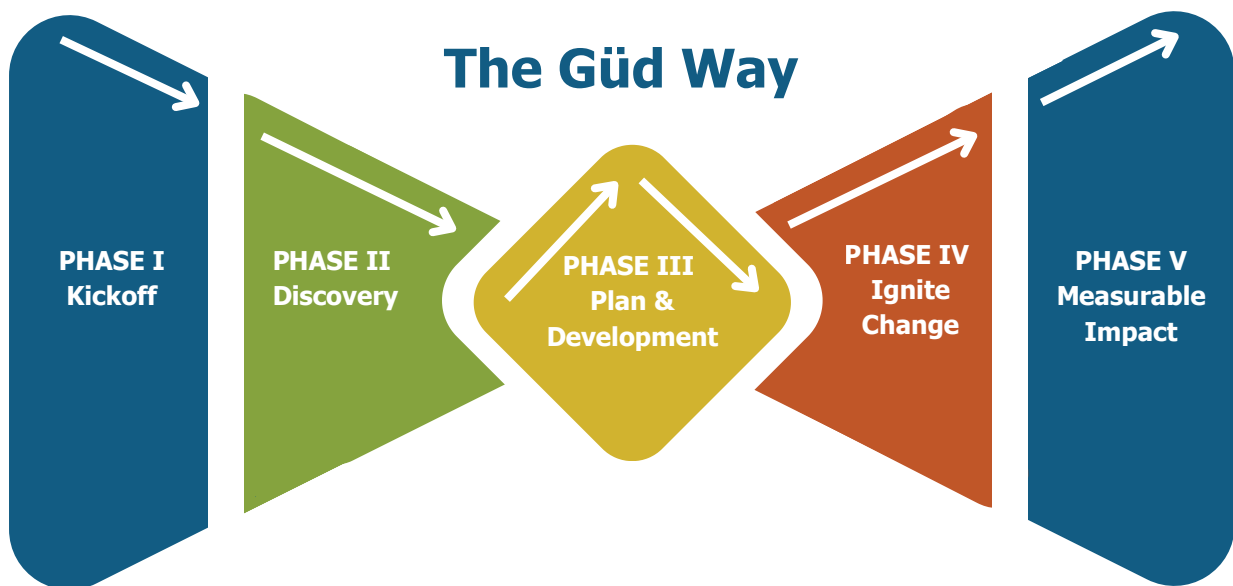 The Güd Way
PHASE I
Kickoff
PHASE II
Discovery
PHASE III
Plan &
Development
PHASE IV
Ignite
Change
PHASE V
Measurable
Impact